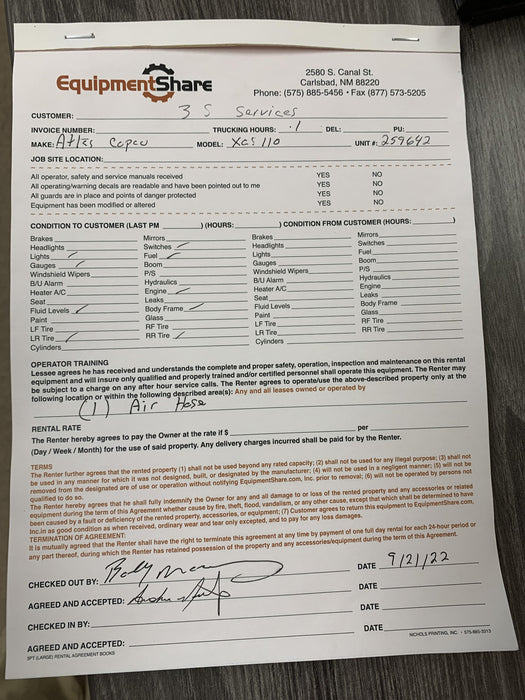 EquipmentShare
2580 S. Canal St.
Carlsbad, NM 88220
Phone: (575) 885-5456 • Fax (877) 573-5205
CUSTOMER: 3 S Services
INVOICE NUMBER: TRUCKING HOURS: .1 DEL: PU:
MAKE: Atlas Copco MODEL: Xas 110 UNIT #: 259642
JOB SITE LOCATION:
All operator, safety and service manuals received YES NO
All operating/warning decals are readable and have been pointed out to me YES NO
All guards are in place and points of danger protected YES NO
Equipment has been modified or altered YES NO
CONDITION TO CUSTOMER (LAST PM ) (HOURS: ) CONDITION FROM CUSTOMER (HOURS: )
Brakes Mirrors Brakes Mirrors
Headlights Switches ✓ Headlights Switches
Lights ✓ Fuel ✓ Lights Fuel
Gauges ✓ Boom Gauges Boom
Windshield Wipers P/S Windshield Wipers P/S
B/U Alarm Hydraulics B/U Alarm Hydraulics
Heater A/C Engine ✓ Heater A/C Engine
Seat Leaks Seat Leaks
Fluid Levels ✓ Body Frame ✓ Fluid Levels Body Frame
Paint Glass Paint Glass
LF Tire RF Tire LF Tire RF Tire
LR Tire ✓ RR Tire ✓ LR Tire RR Tire
Cylinders Cylinders
OPERATOR TRAINING
Lessee agrees he has received and understands the complete and proper safety, operation, inspection and maintenance on this rental
equipment and will insure only qualified and properly trained and/or certified personnel shall operate this equipment. The Renter may
be subject to a charge on any after hour service calls. The Renter agrees to operate/use the above-described property only at the
following location or within the following described area(s): Any and all leases owned or operated by
(1) Air Hose
RENTAL RATE
The Renter hereby agrees to pay the Owner at the rate if $ per
(Day / Week / Month) for the use of said property. Any delivery charges incurred shall be paid for by the Renter.
TERMS
The Renter further agrees that the rented property (1) shall not be used beyond any rated capacity; (2) shall not be used for any illegal purpose; (3) shall not
be used in any manner for which it was not designed, built, or designated by the manufacturer; (4) will not be used in a negligent manner; (5) will not be
removed from the designated are of use or operation without notifying EquipmentShare.com, Inc. prior to removal; (6) will not be operated by persons not
qualified to do so.
The Renter hereby agrees that he shall fully indemnify the Owner for any and all damage to or loss of the rented property and any accessories or related
equipment during the term of this Agreement whether cause by fire, theft, flood, vandalism, or any other cause, except which shall be determined to have
been caused by a fault or deficiency of the rented property, accessories, or equipment; (7) Customer agrees to return this equipment to EquipmentShare.com,
Inc.in as good condition as when received, ordinary wear and tear only excepted, and to pay for any loss damages.
TERMINATION OF AGREEMENT:
It is mutually agreed that the Renter shall have the right to terminate this agreement at any time by payment of one full day rental for each 24-hour period or
any part thereof, during which the Renter has retained possession of the property and any accessories/equipment during the term of this Agreement.
CHECKED OUT BY: DATE 9/21/22
AGREED AND ACCEPTED: DATE
CHECKED IN BY: DATE
AGREED AND ACCEPTED: DATE
SPT (LARGE) RENTAL AGREEMENT BOOKS NICHOLS PRINTING, INC. • 575-885-3313